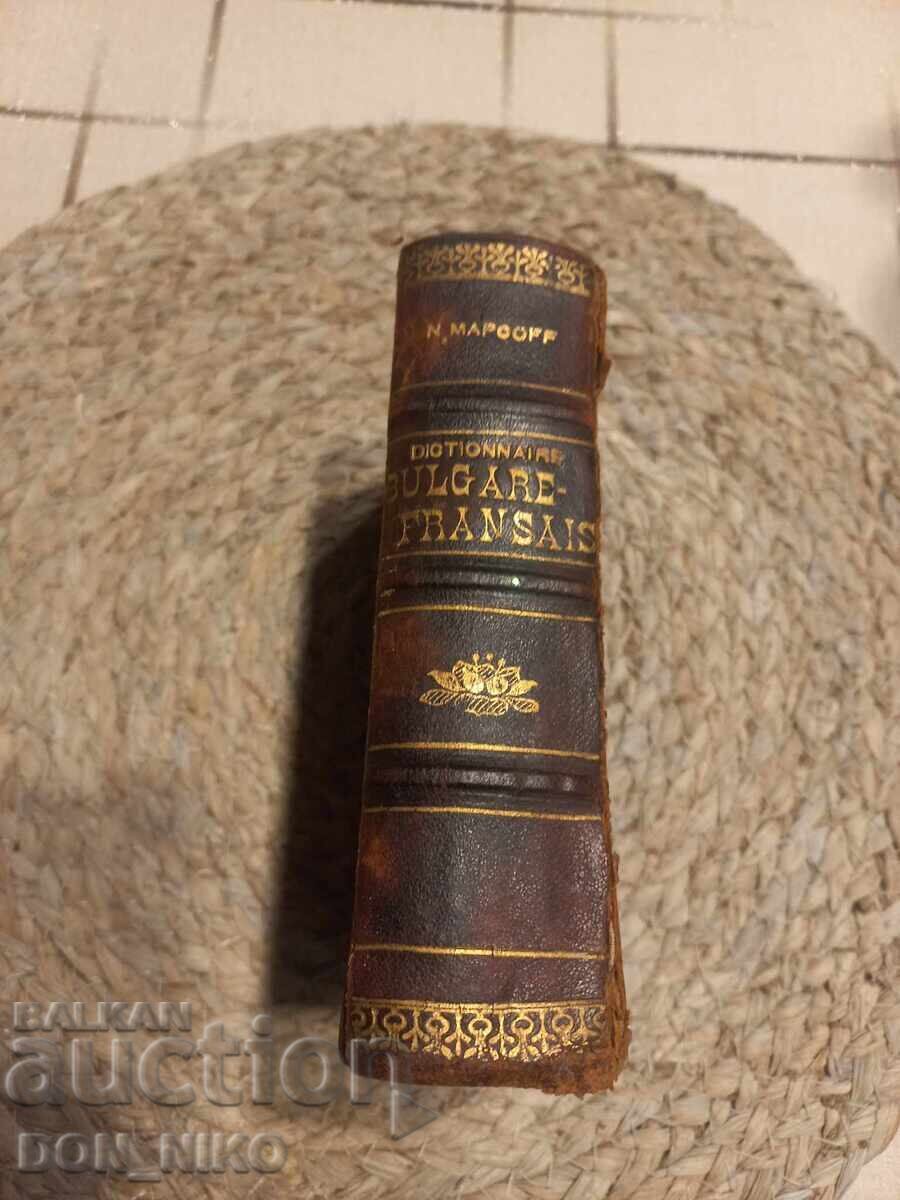 N. MAPCOFF
DICTIONNAIRE
BULGARE-
FRANSAIS
BALKAN
auction
DON_NIKO